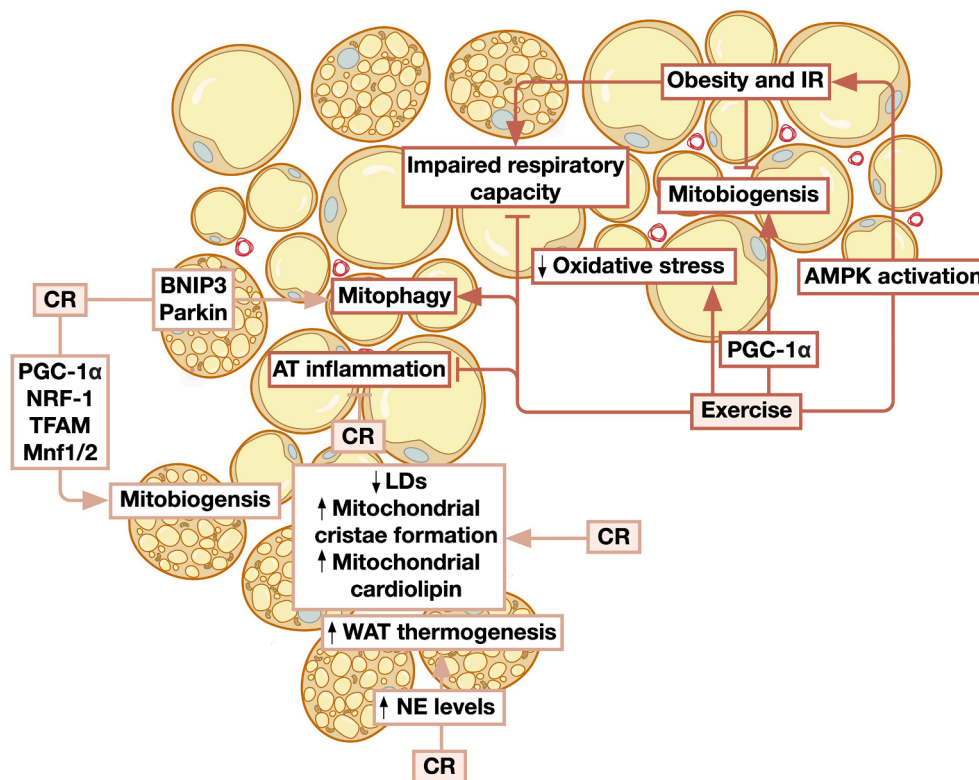 Obesity and IR
Impaired respiratory
capacity
Mitobiogensis
↓ Oxidative stress
AMPK activation
CR
BNIP3
Parkin
Mitophagy
PGC-1α
NRF-1
TFAM
Mnf1/2
AT inflammation
PGC-1α
Exercise
CR
Mitobiogensis
↓ LDs
↑ Mitochondrial
cristae formation
↑ Mitochondrial
cardiolipin
CR
↑ WAT thermogenesis
↑ NE levels
CR